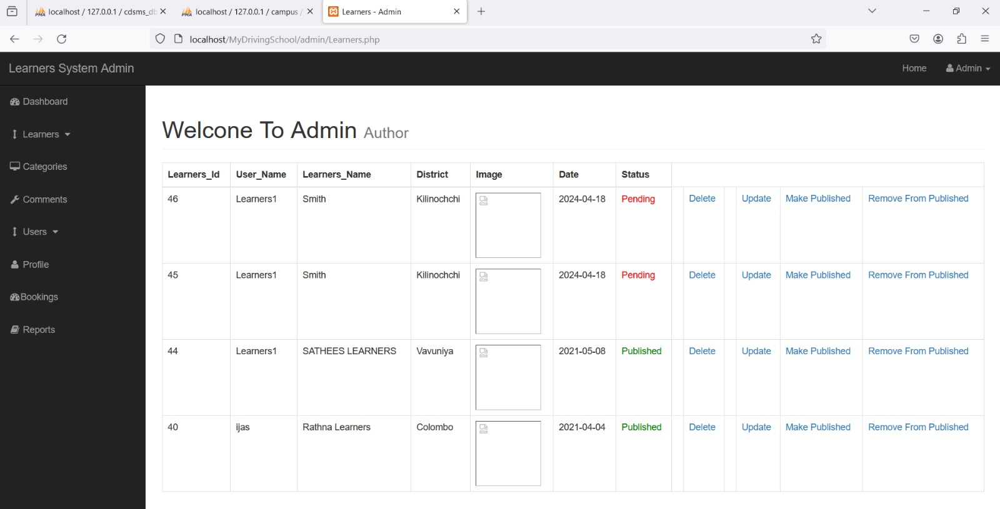 localhost / 127.0.0.1 / cdsms_db
localhost / 127.0.0.1 / campus /
Learners - Admin
localhost/MyDrivingSchool/admin/Learners.php
Learners System Admin
Home
Admin
Dashboard
Learners
Categories
Comments
Users
Profile
Bookings
Reports
Welcone To Admin Author
Learners_Id User_Name Learners_Name District Image Date Status
46 Learners1 Smith Kilinochchi 2024-04-18 Pending Delete Update Make Published Remove From Published
45 Learners1 Smith Kilinochchi 2024-04-18 Pending Delete Update Make Published Remove From Published
44 Learners1 SATHEES LEARNERS Vavuniya 2021-05-08 Published Delete Update Make Published Remove From Published
40 ijas Rathna Learners Colombo 2021-04-04 Published Delete Update Make Published Remove From Published